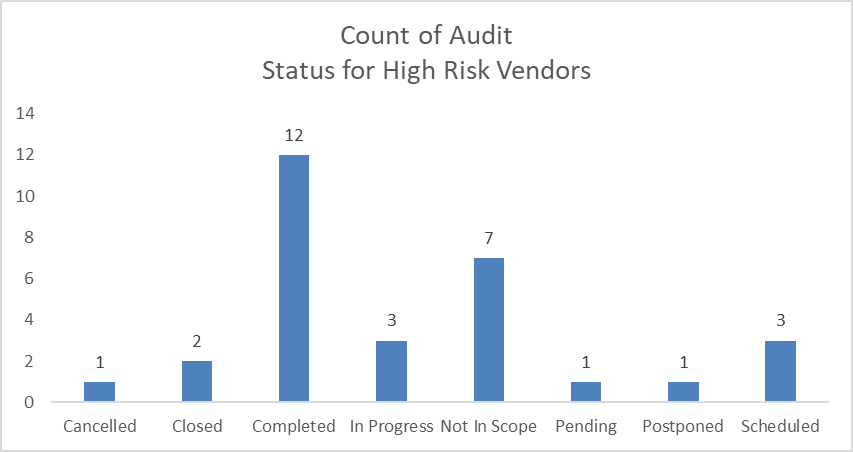 Count of Audit
Status for High Risk Vendors
14
12
10
8
6
4
2
0
1
2
12
3
7
1
1
3
Cancelled
Closed
Completed
In Progress
Not In Scope
Pending
Postponed
Scheduled